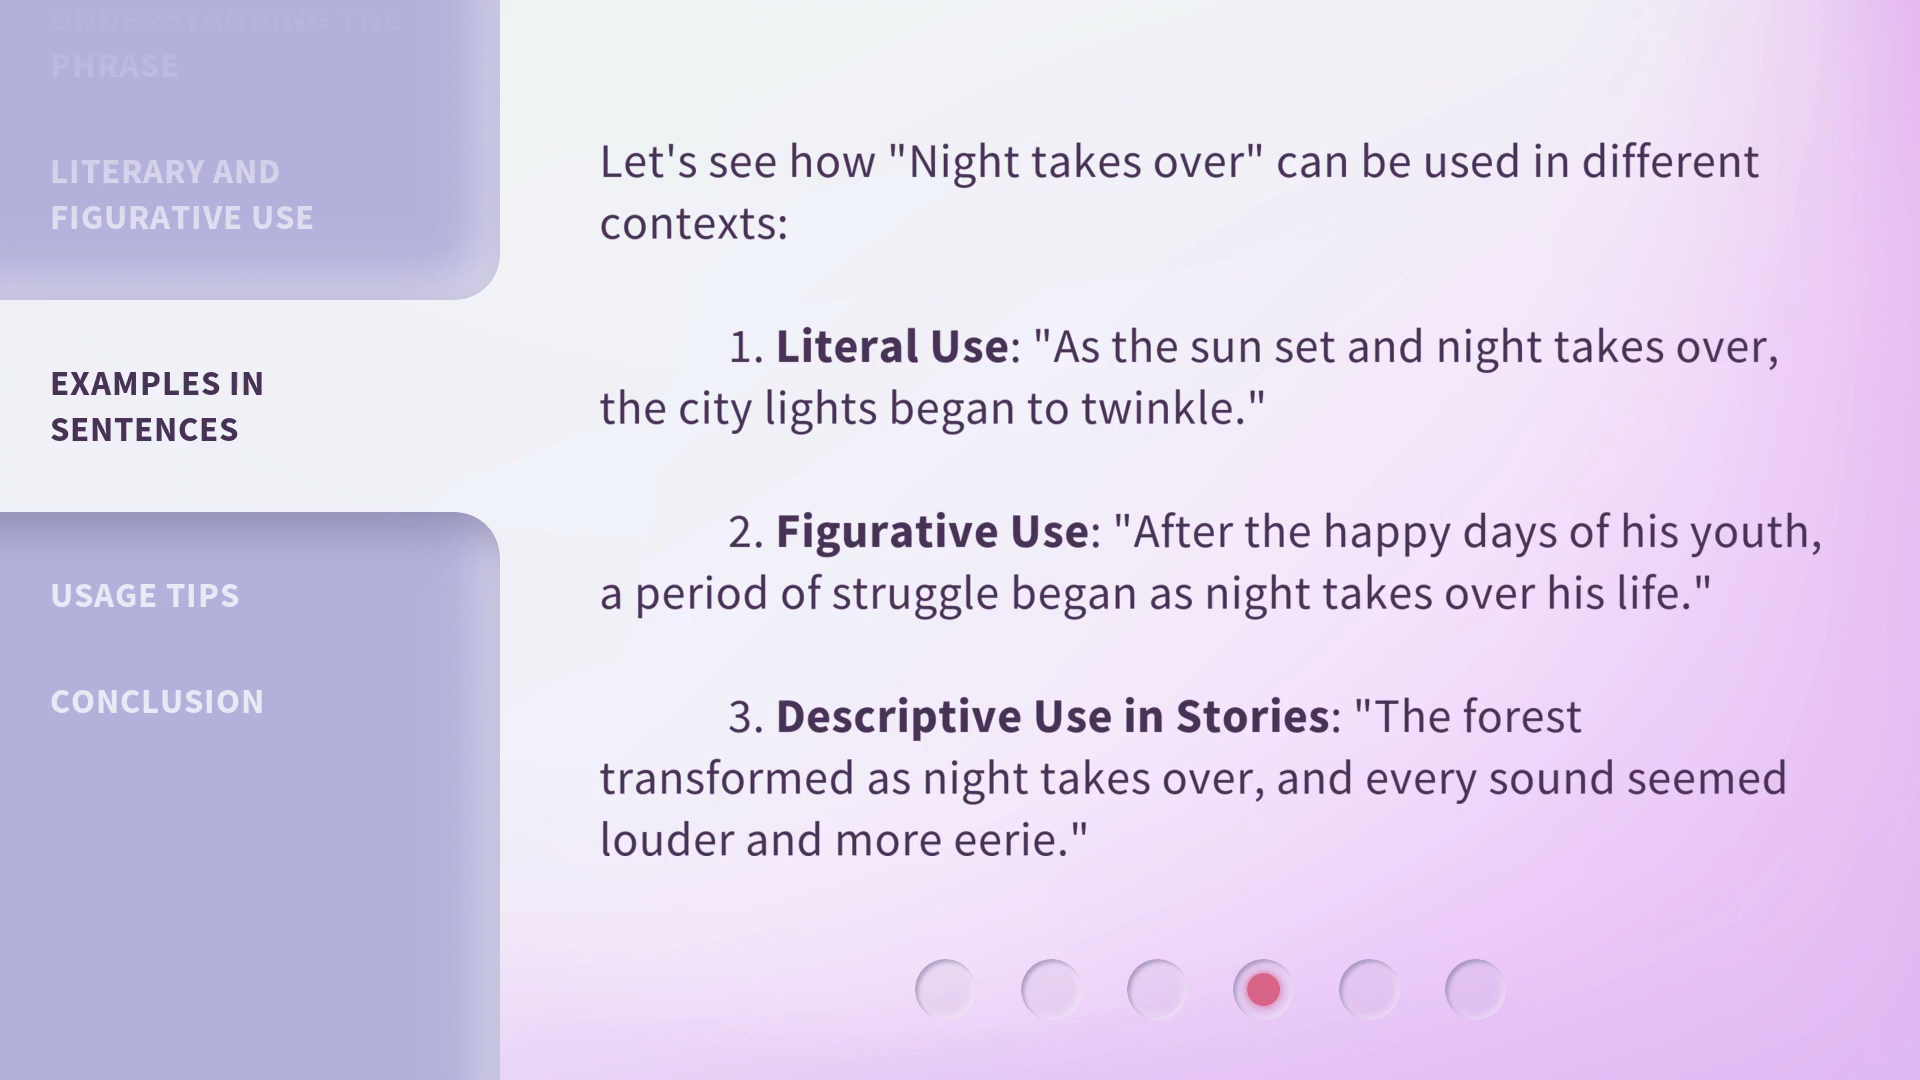 UNDERSTANDING THE
PHRASE
LITERARY AND
FIGURATIVE USE
EXAMPLES IN
SENTENCES
USAGE TIPS
CONCLUSION
Let's see how "Night takes over" can be used in different
contexts:
1. Literal Use: "As the sun set and night takes over,
the city lights began to twinkle."
2. Figurative Use: "After the happy days of his youth,
a period of struggle began as night takes over his life."
3. Descriptive Use in Stories: "The forest
transformed as night takes over, and every sound seemed
louder and more eerie."